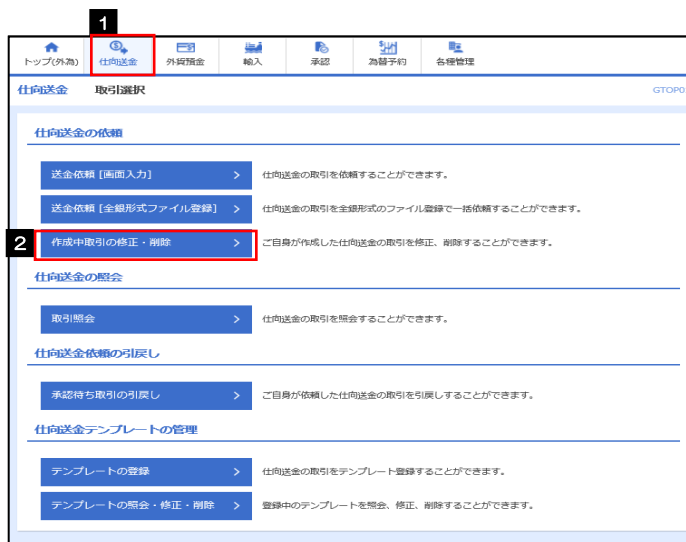 1
トップ(外為) 仕向送金 外貨預金 輸入 承認 為替予約 各種管理
仕向送金 取引選択 GTOP0
仕向送金の依頼
送金依頼 [画面入力] > 仕向送金の取引を依頼することができます。
送金依頼 [全銀形式ファイル登録] > 仕向送金の取引を全銀形式のファイル登録で一括依頼することができます。
2 作成中取引の修正・削除 > ご自身が作成した仕向送金の取引を修正、削除することができます。
仕向送金の照会
取引照会 > 仕向送金の取引を照会することができます。
仕向送金依頼の引戻し
承認待ち取引の引戻し > ご自身が依頼した仕向送金の取引を引戻しすることができます。
仕向送金テンプレートの管理
テンプレートの登録 > 仕向送金の取引をテンプレート登録することができます。
テンプレートの照会・修正・削除 > 登録中のテンプレートを照会、修正、削除することができます。